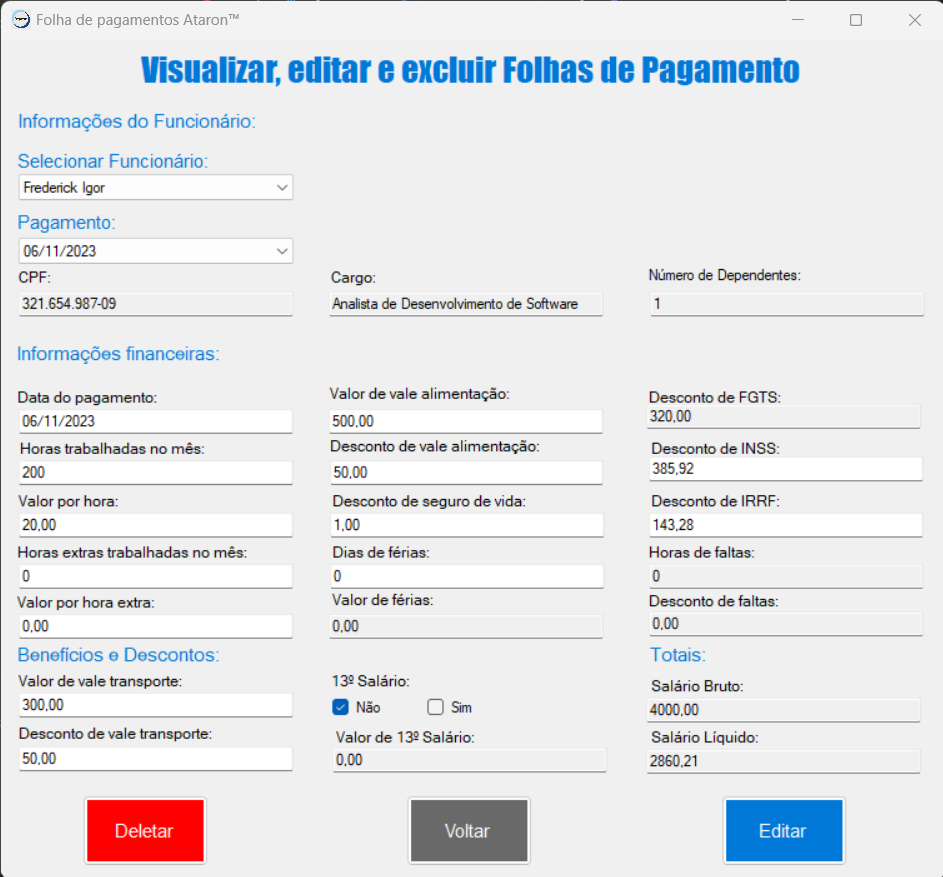 Folha de pagamentos Ataron™
Visualizar, editar e excluir Folhas de Pagamento
Informações do Funcionário:
Selecionar Funcionário:
Frederick Igor
Pagamento:
06/11/2023
CPF:
321.654.987-09
Cargo:
Analista de Desenvolvimento de Software
Número de Dependentes:
1
Informações financeiras:
Data do pagamento:
06/11/2023
Horas trabalhadas no mês:
200
Valor por hora:
20,00
Horas extras trabalhadas no mês:
0
Valor por hora extra:
0,00
Benefícios e Descontos:
Valor de vale transporte:
300,00
Desconto de vale transporte:
50,00
Valor de vale alimentação:
500,00
Desconto de vale alimentação:
50,00
Desconto de seguro de vida:
1,00
Dias de férias:
0
Valor de férias:
0,00
13º Salário:
Não Sim
Valor de 13º Salário:
0,00
Desconto de FGTS:
320,00
Desconto de INSS:
385,92
Desconto de IRRF:
143,28
Horas de faltas:
0
Desconto de faltas:
0,00
Totais:
Salário Bruto:
4000,00
Salário Líquido:
2860,21
Deletar
Voltar
Editar